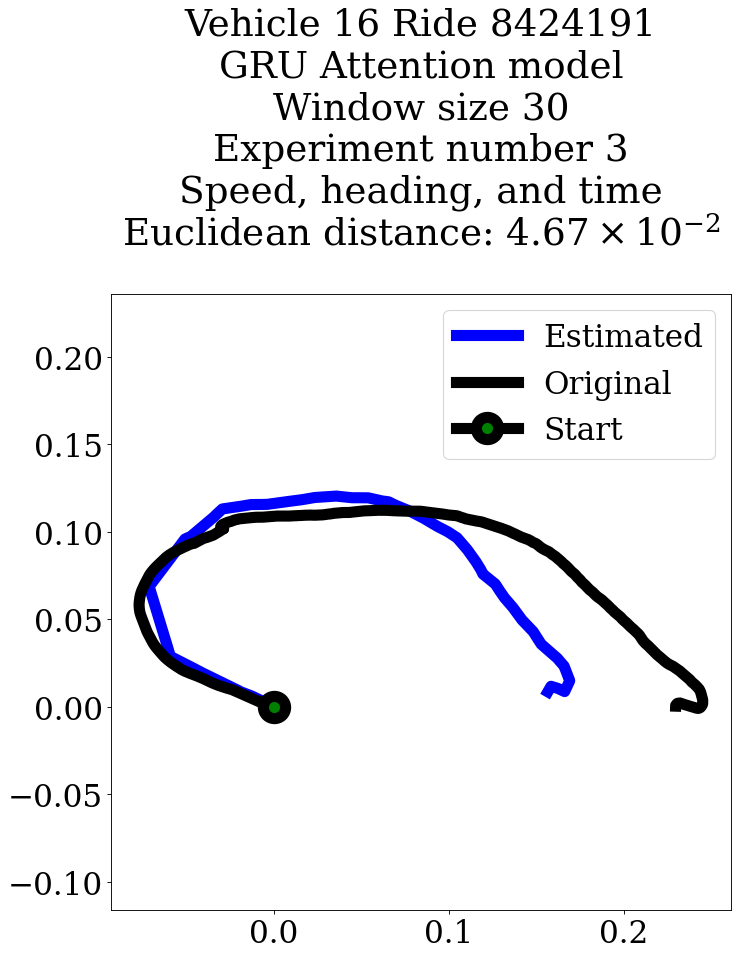 Vehicle 16 Ride 8424191
GRU Attention model
Window size 30
Experiment number 3
Speed, heading, and time
Euclidean distance: 4.67 × 10⁻²
Estimated
Original
Start
0.20
0.15
0.10
0.05
0.00
−0.05
−0.10
0.0 0.1 0.2